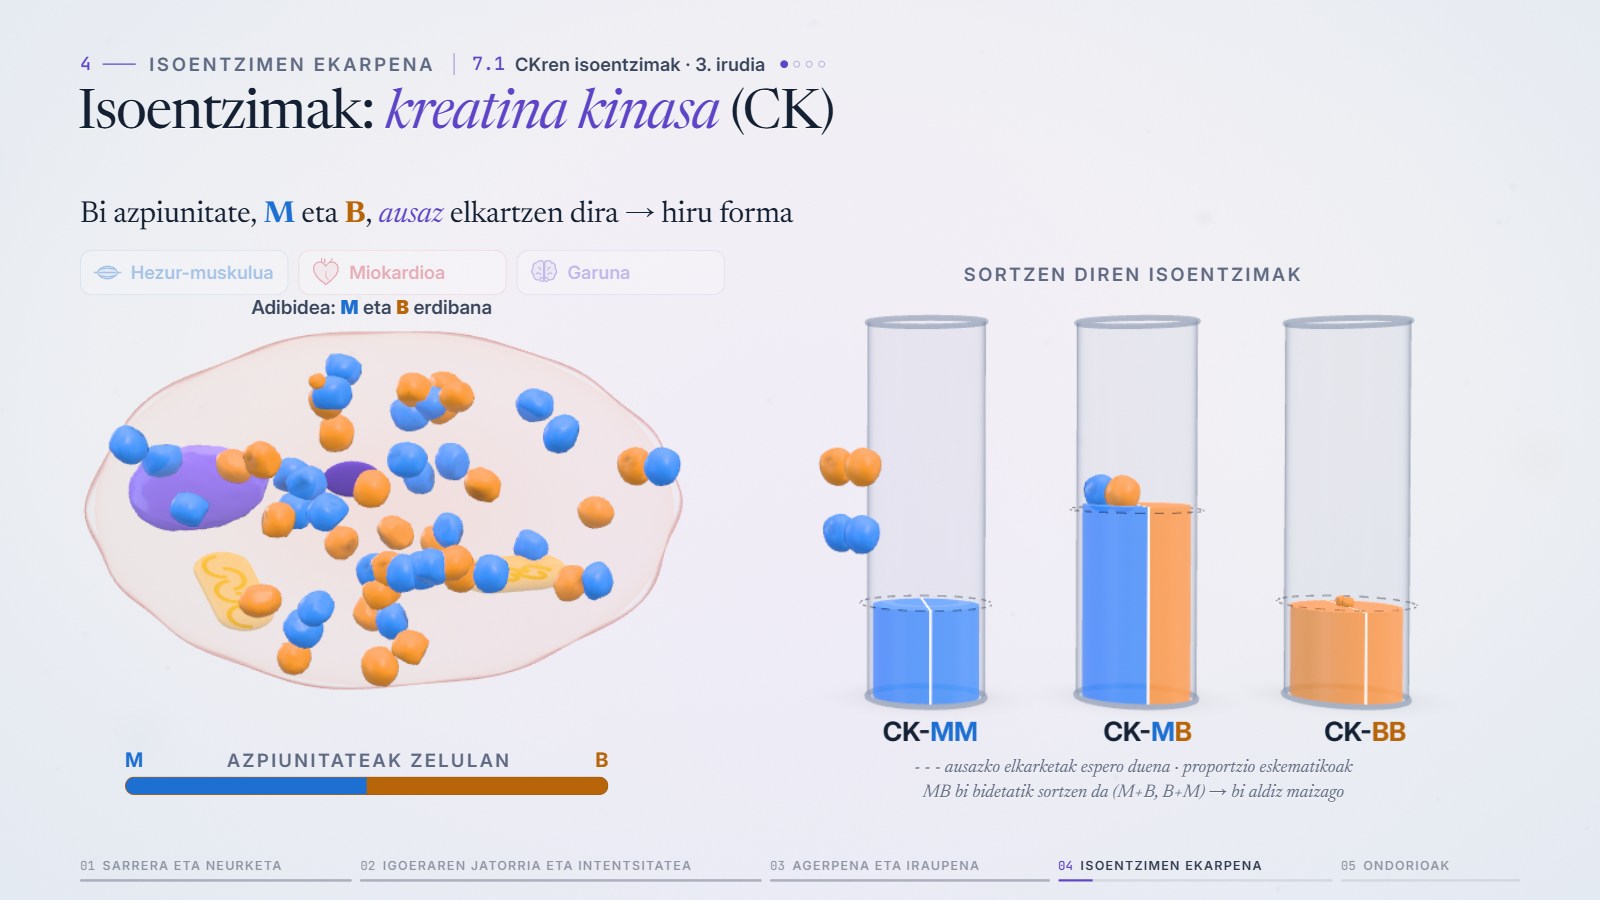 4 ISOENTZIMEN EKARPENA 7.1 CKren isoentzimak · 3. irudia
Isoentzimak: kreatina kinasa (CK)
Bi azpiunitate, M eta B, ausaz elkartzen dira → hiru forma
Hezur-muskulua Miokardioa Garuna
Adibidea: M eta B erdibana
SORTZEN DIREN ISOENTZIMAK
CK-MM CK-MB CK-BB
M AZPIUNITATEAK ZELULAN B
- - - ausazko elkarketak espero duena · proportzio eskematikoak
MB bi bidetatik sortzen da (M+B, B+M) → bi aldiz maizago
01 SARRERA ETA NEURKETA 02 IGOERAREN JATORRIA ETA INTENTSITATEA 03 AGERPENA ETA IRAUPENA 04 ISOENTZIMEN EKARPENA 05 ONDORIOAK